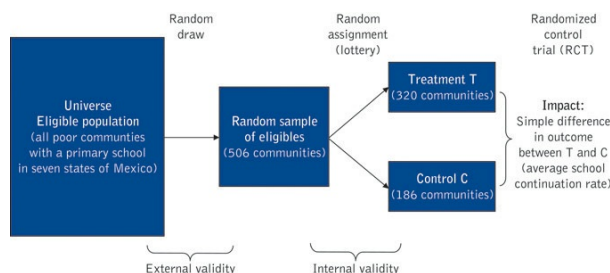 Random
draw
Random
assignment
(lottery)
Randomized
control
trial (RCT)
Universe
Eligible population
(all poor communties
with a primary school
in seven states of Mexico)
Random sample
of eligibles
(506 communities)
Treatment T
(320 communities)
Control C
(186 communities)
Impact:
Simple difference
in outcome
between T and C
(average school
continuation rate)
External validity
Internal validity